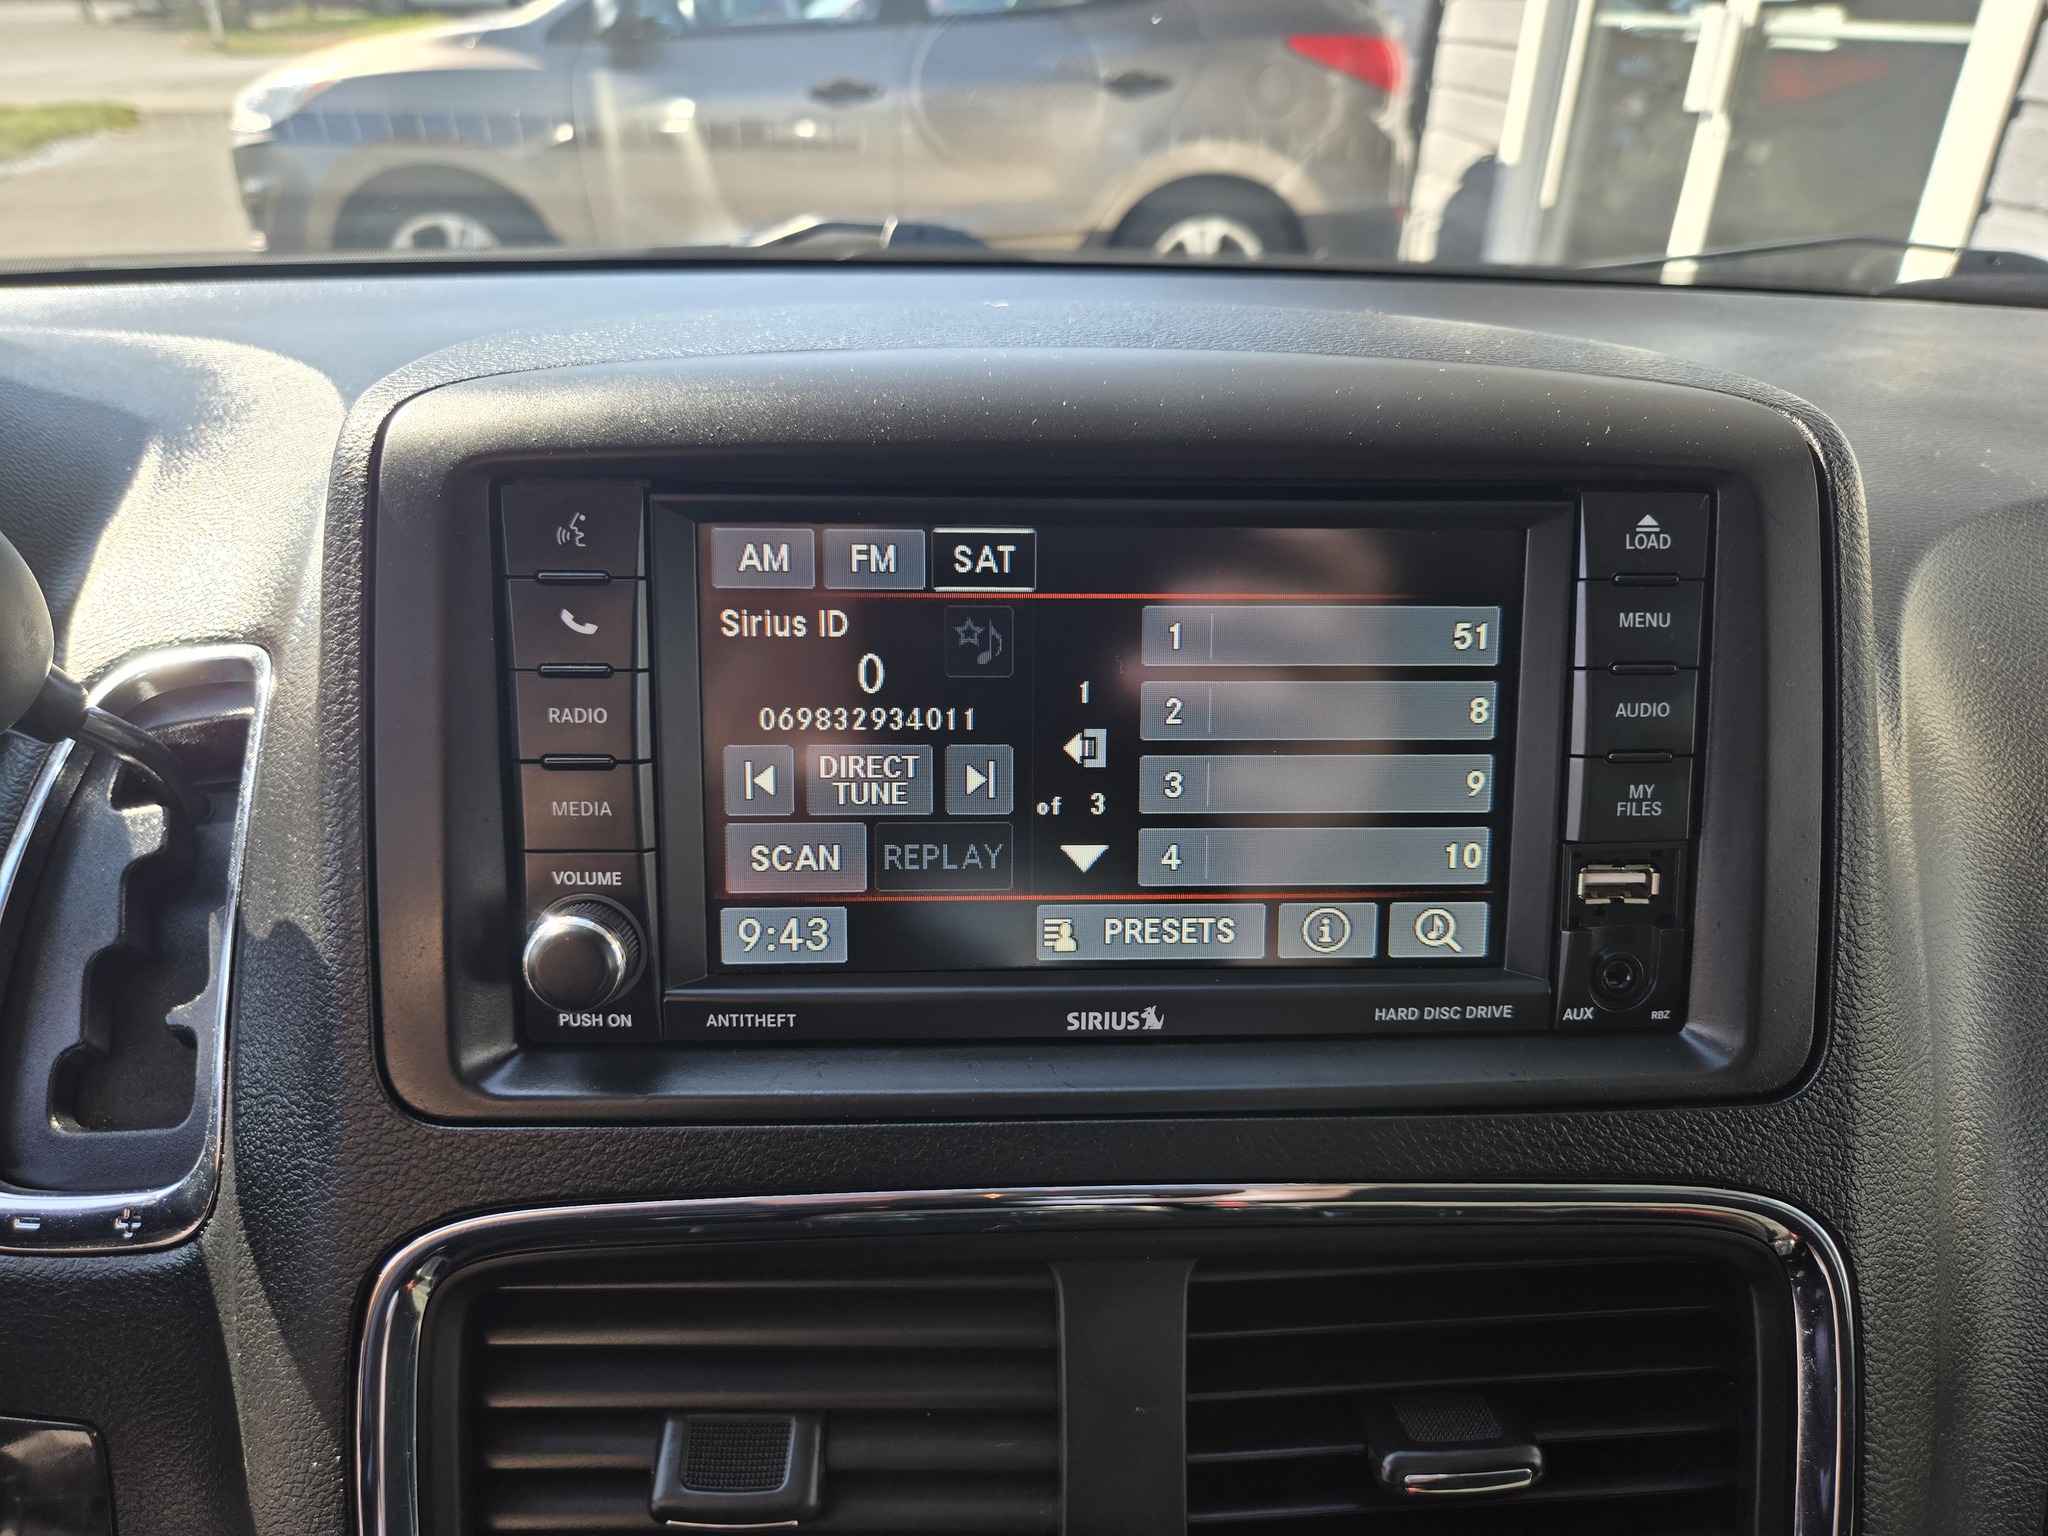 AM FM SAT
Sirius ID
0
069832934011
DIRECT
TUNE
SCAN REPLAY
1
of 3
1 51
2 8
3 9
4 10
9:43 PRESETS i
RADIO
MEDIA
VOLUME
PUSH ON
LOAD
MENU
AUDIO
MY
FILES
ANTITHEFT SIRIUS HARD DISC DRIVE
AUX RBZ
- +